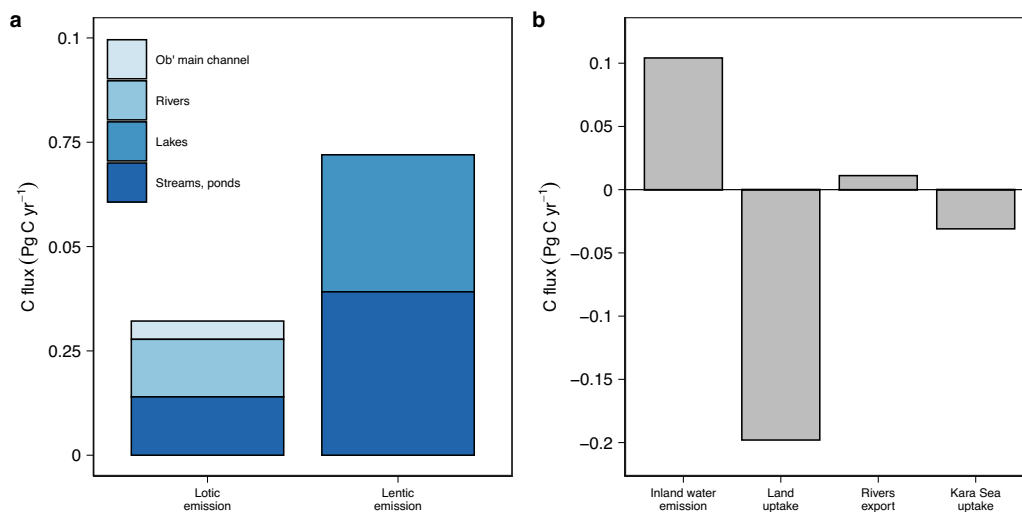 a
0.1
0.75
0.05
0.25
0
C flux (Pg C yr⁻¹)
Ob' main channel
Rivers
Lakes
Streams, ponds
Lotic
emission
Lentic
emission
b
0.1
0.05
0
−0.05
−0.1
−0.15
−0.2
C flux (Pg C yr⁻¹)
Inland water
emission
Land
uptake
Rivers
export
Kara Sea
uptake